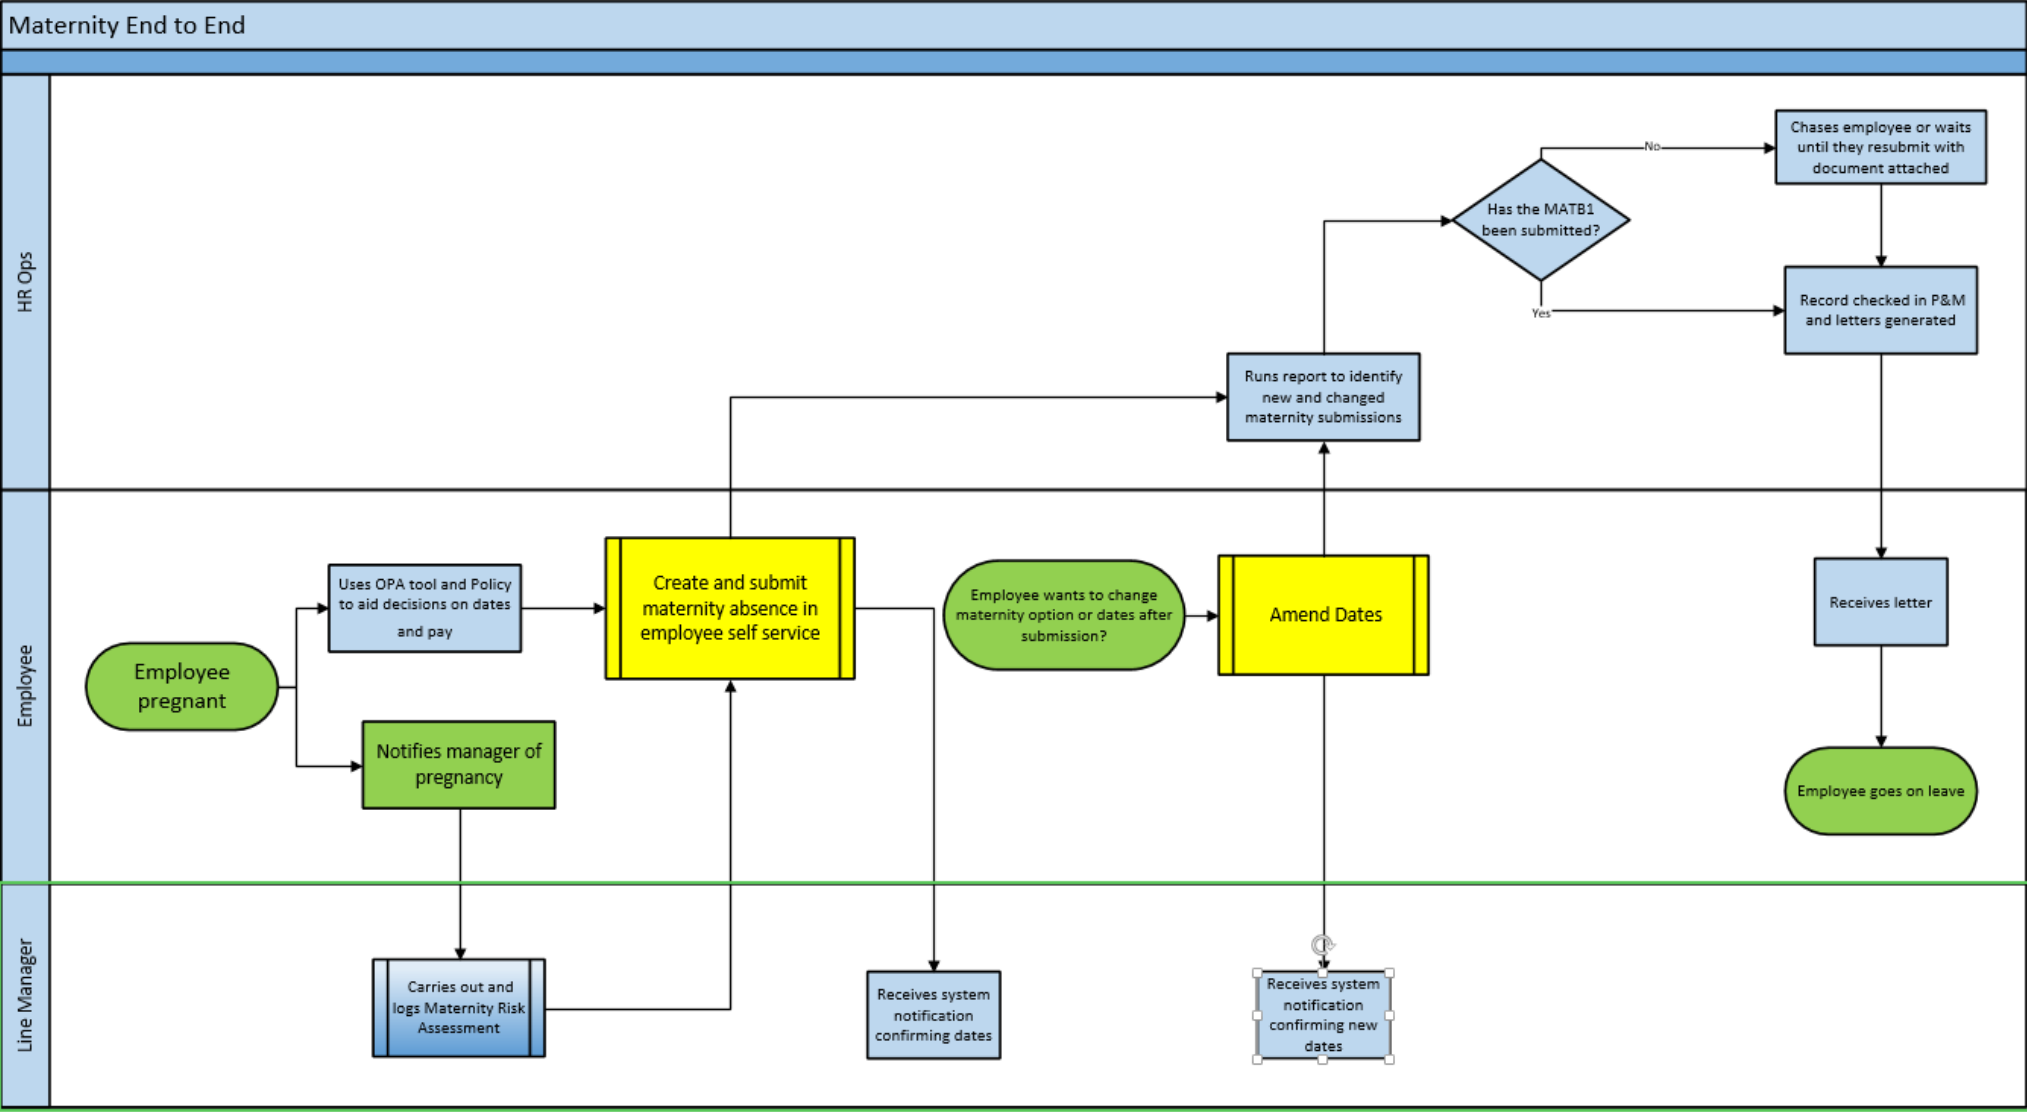 Maternity End to End
HR Ops
Chases employee or waits
until they resubmit with
document attached
No
Has the MATB1
been submitted?
Yes
Record checked in P&M
and letters generated
Runs report to identify
new and changed
maternity submissions
Employee
Employee
pregnant
Uses OPA tool and Policy
to aid decisions on dates
and pay
Notifies manager of
pregnancy
Create and submit
maternity absence in
employee self service
Employee wants to change
maternity option or dates after
submission?
Amend Dates
Receives letter
Employee goes on leave
Line Manager
Carries out and
logs Maternity Risk
Assessment
Receives system
notification
confirming dates
Receives system
notification
confirming new
dates